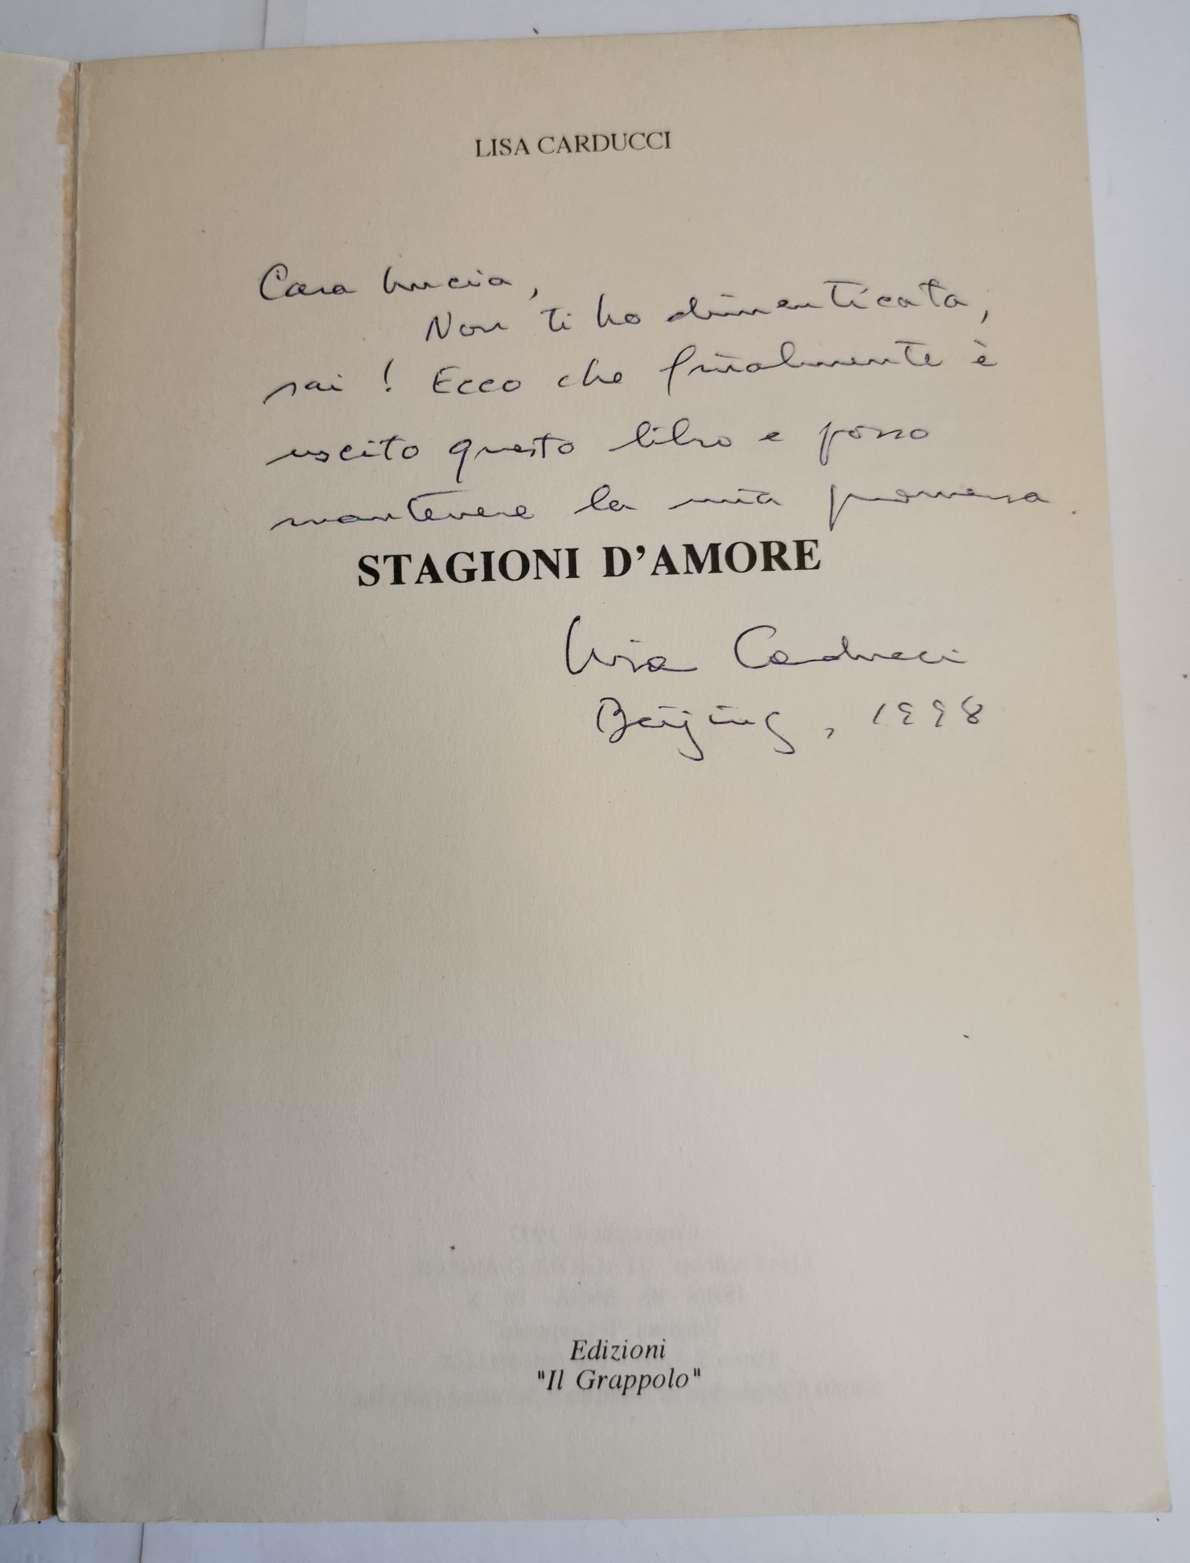 LISA CARDUCCI
Cara Lucia,
Non ti ho dimenticata,
sai! Ecco che finalmente è
uscito questo libro e posso
mantenere la mia promessa.
STAGIONI D'AMORE
Lisa Carducci
Beijing, 1998
Edizioni
"Il Grappolo"